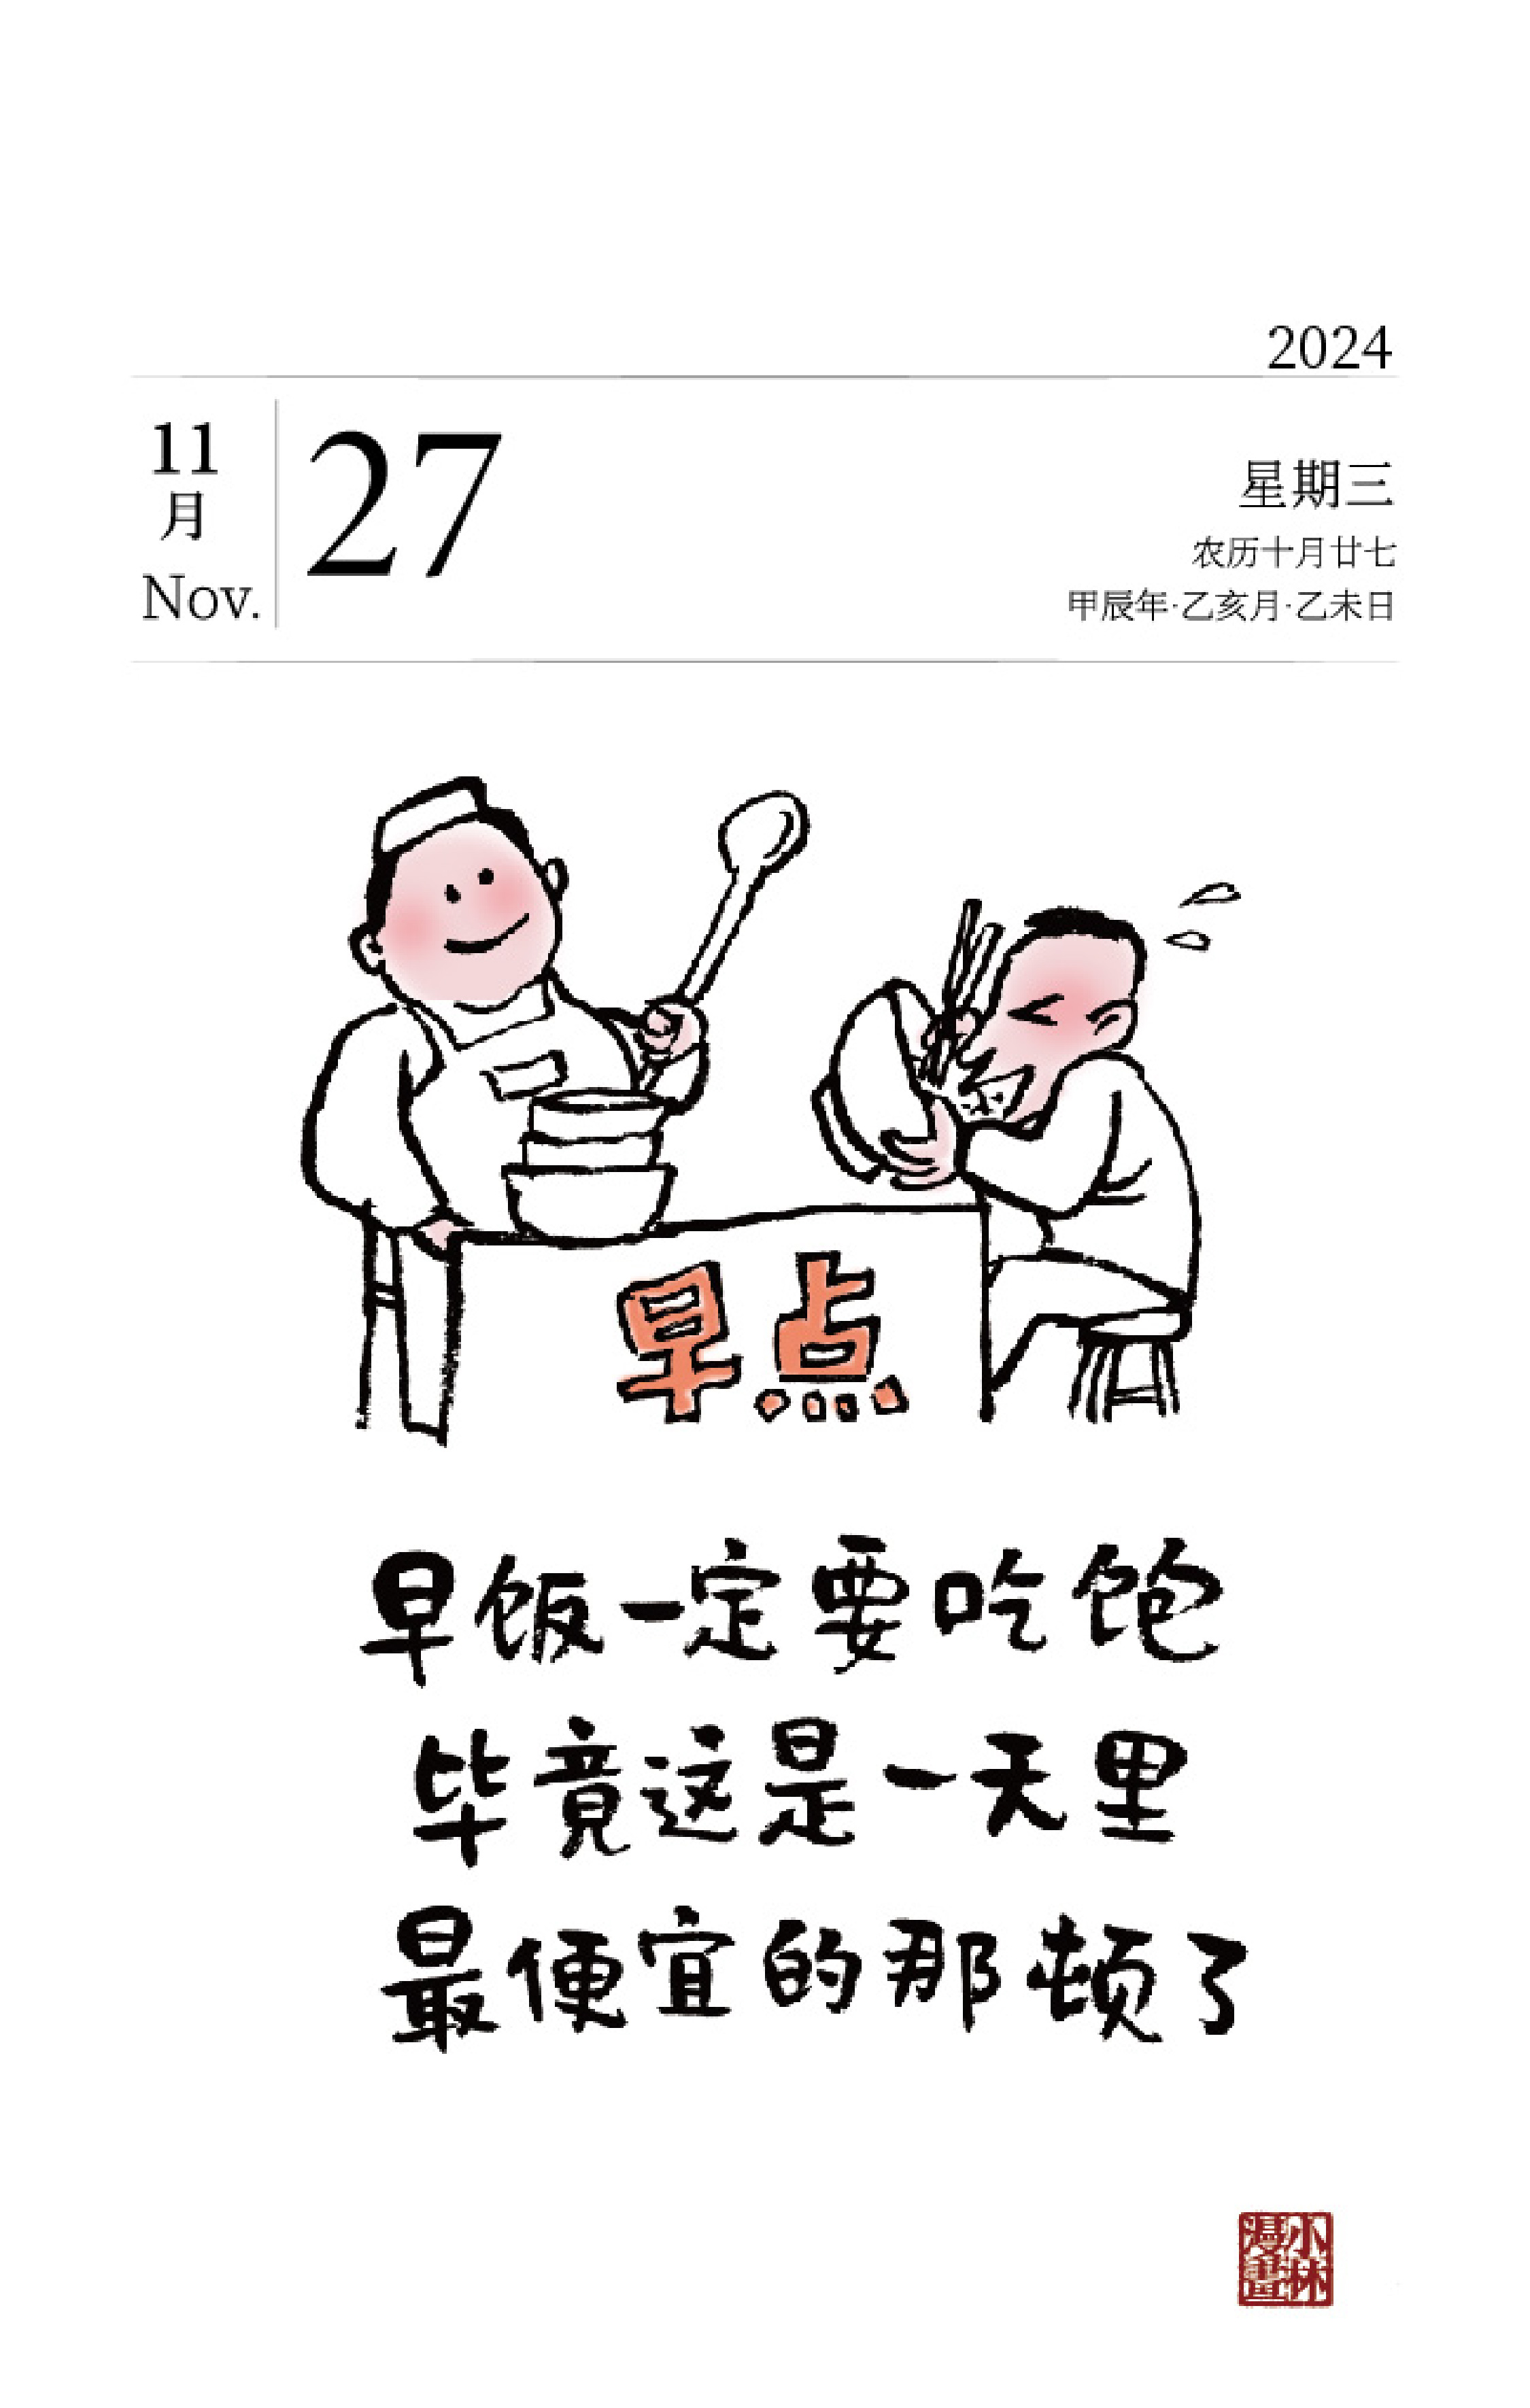 2024
11
月
Nov.
27
星期三
农历十月廿七
甲辰年·乙亥月·乙未日
早点
早饭一定要吃饱
毕竟这是一天里
最便宜的那顿了
小林
漫畫